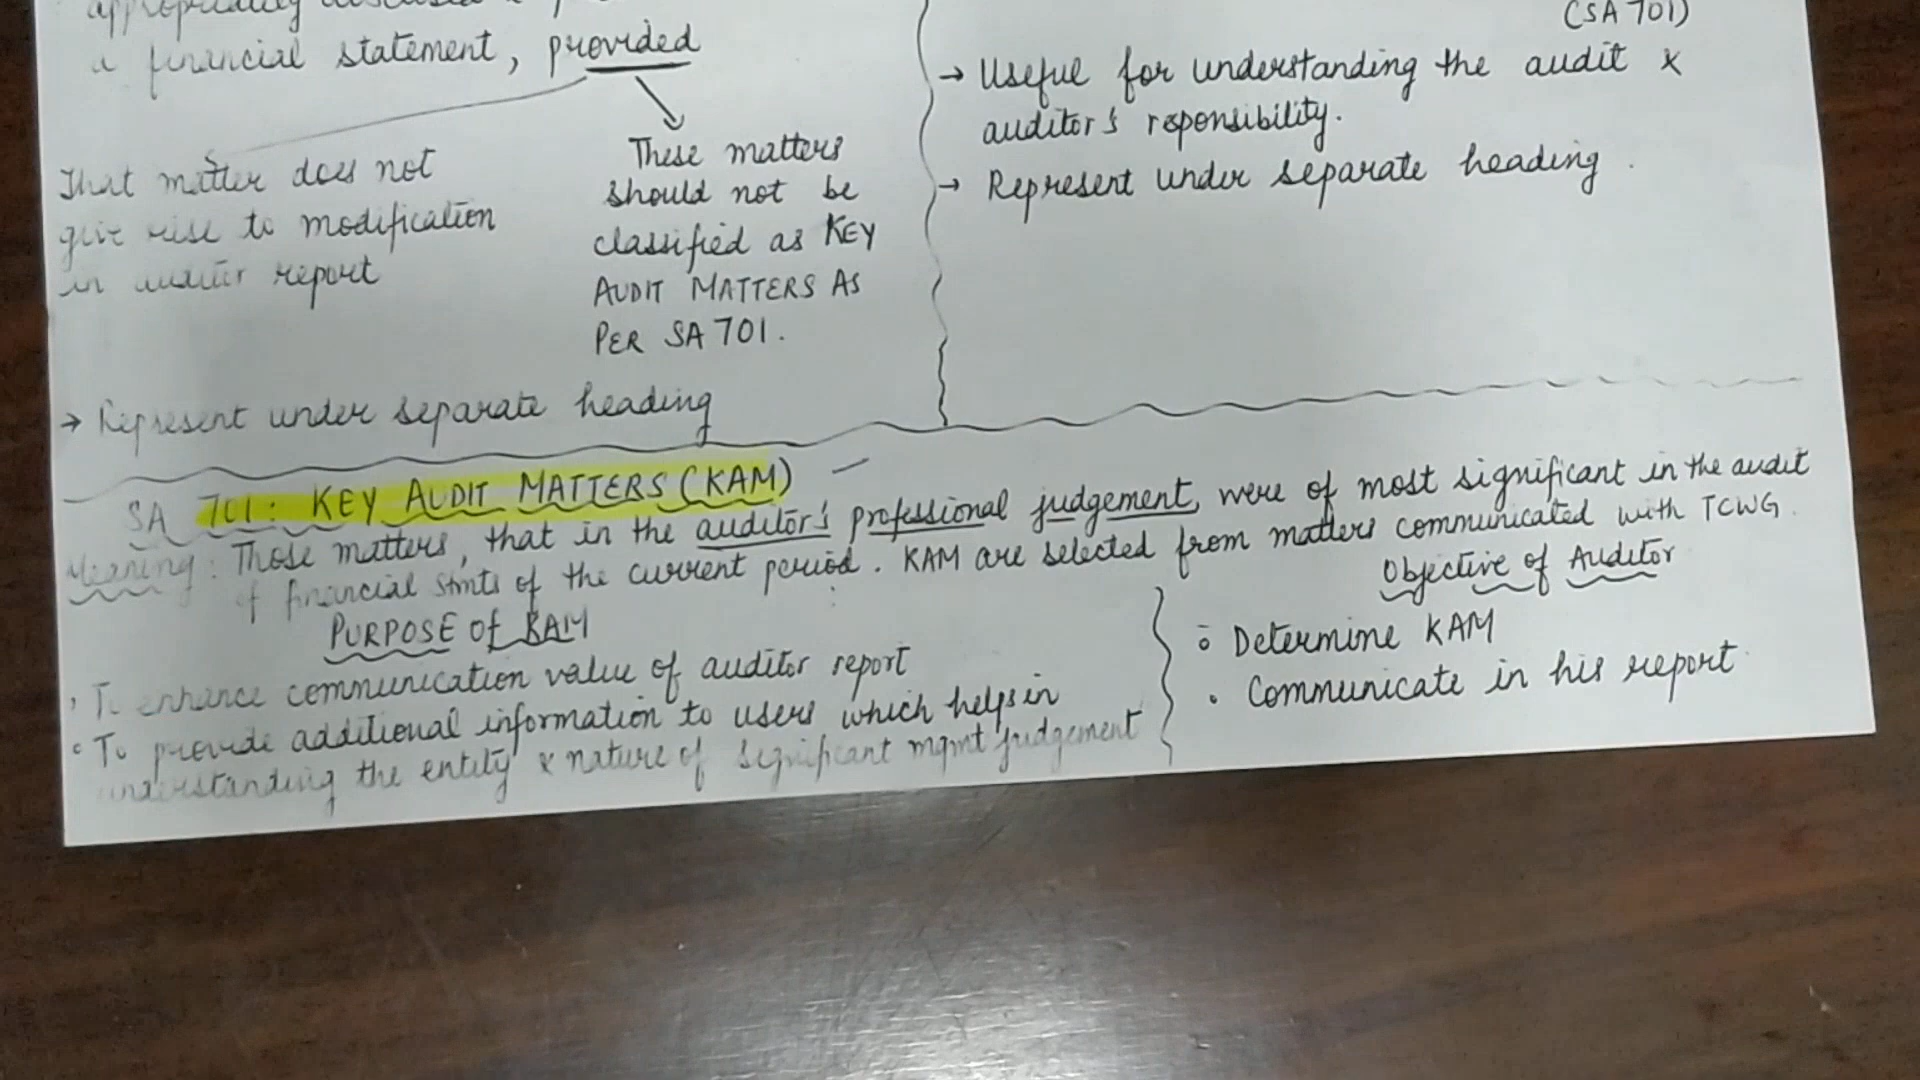 a financial statement, provided
That matter does not
give rise to modification
in auditor report
These matters
should not be
classified as KEY
AUDIT MATTERS AS
PER SA 701.
→ Represent under separate heading
(SA 701)
→ Useful for understanding the audit &
auditor's reponsibility.
→ Represent under separate heading.
SA 701: KEY AUDIT MATTERS (KAM) -
Meaning: Those matters, that in the auditor's professional judgement, were of most significant in the audit
of financial stmts of the current period. KAM are selected from matters communicated with TCWG.
PURPOSE of KAM
• To enhance communication value of auditor report
• To provide additional information to users which helps in
understanding the entity & nature of significant mgmt judgement
Objective of Auditor
• Determine KAM
• Communicate in his report